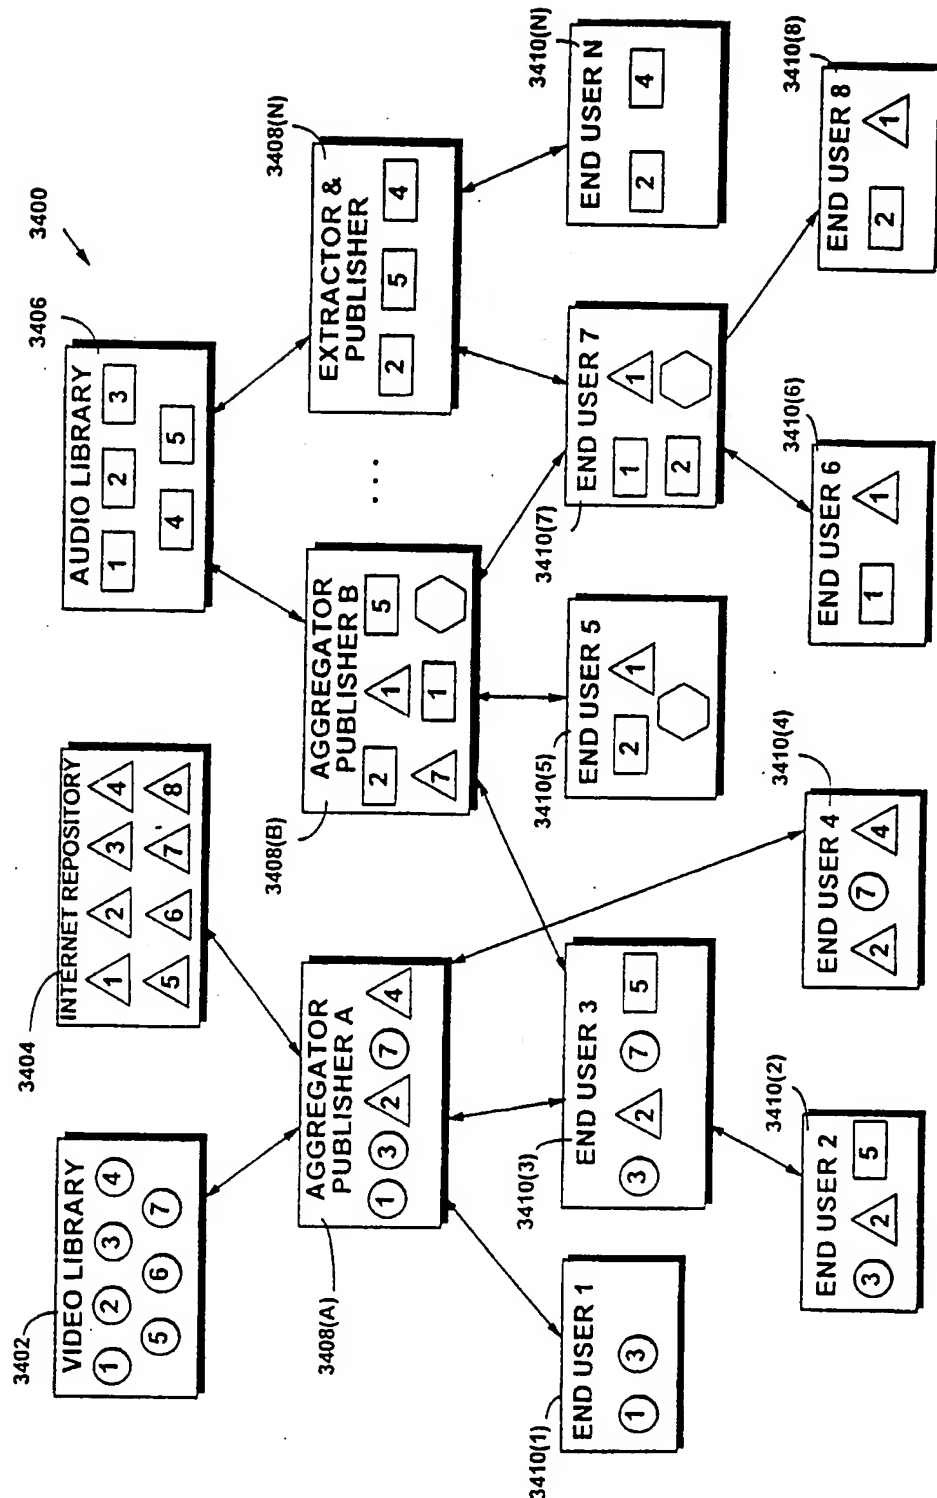 3400
3402
VIDEO LIBRARY
1 2 3 4
5 6 7
3404
INTERNET REPOSITORY
1 2 3 4
5 6 7 8
3406
AUDIO LIBRARY
1 2 3
4 5
3408(A)
AGGREGATOR
PUBLISHER A
1 3 2 7 4
3408(B)
AGGREGATOR
PUBLISHER B
2 1 5
7 1
...
3408(N)
EXTRACTOR &
PUBLISHER
2 5 4
3410(1)
END USER 1
1 3
3410(3)
END USER 3
3 2 7 5
3410(5)
END USER 5
2 1
3410(7)
END USER 7
1 1
2
3410(N)
END USER N
2 4
3410(2)
END USER 2
3 2 5
3410(4)
END USER 4
2 7 4
3410(6)
END USER 6
1 1
3410(8)
END USER 8
2 1